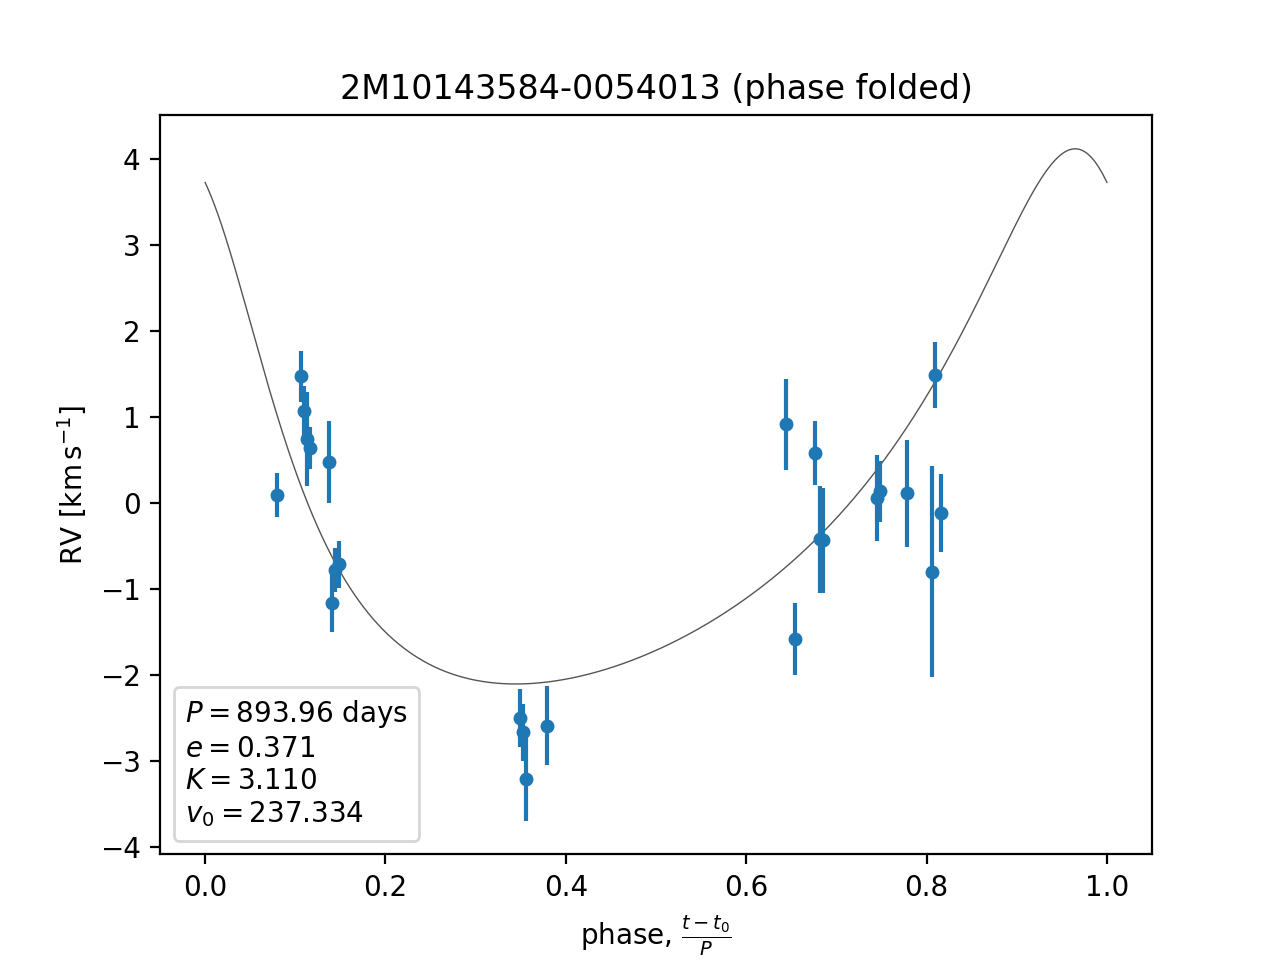 2M10143584-0054013 (phase folded)
4
3
2
1
0
−1
−2
−3
−4
RV [km s⁻¹]
P = 893.96 days
e = 0.371
K = 3.110
v₀ = 237.334
0.0 0.2 0.4 0.6 0.8 1.0
phase, (t − t₀)/P